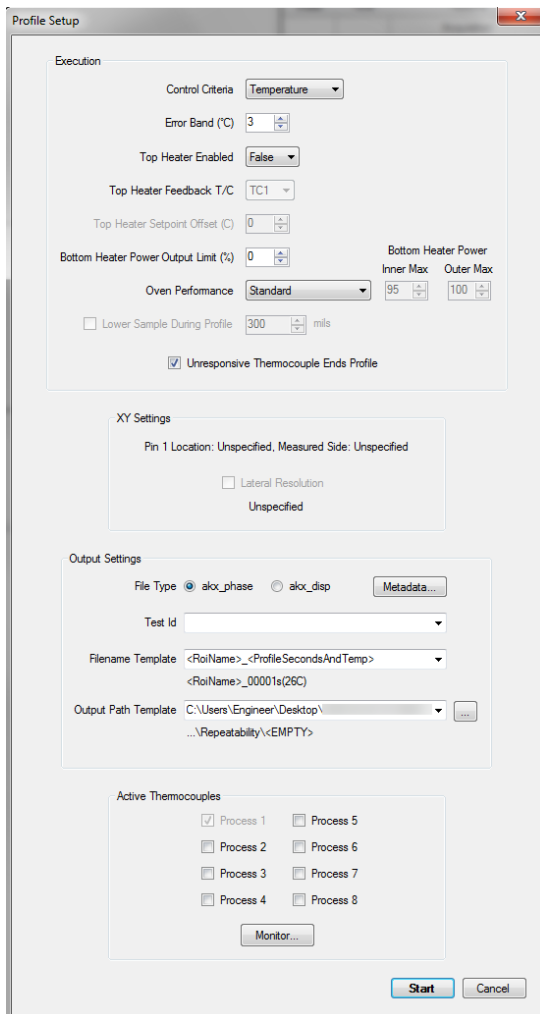 Profile Setup
Execution
Control Criteria Temperature
Error Band (°C) 3
Top Heater Enabled False
Top Heater Feedback T/C TC1
Top Heater Setpoint Offset (C) 0
Bottom Heater Power
Bottom Heater Power Output Limit (%) 0
Inner Max Outer Max
Oven Performance Standard 95 100
Lower Sample During Profile 300 mils
Unresponsive Thermocouple Ends Profile
XY Settings
Pin 1 Location: Unspecified, Measured Side: Unspecified
Lateral Resolution
Unspecified
Output Settings
File Type akx_phase akx_disp Metadata...
Test Id
Filename Template <RoiName>_<ProfileSecondsAndTemp>
<RoiName>_00001s(26C)
Output Path Template C:\Users\Engineer\Desktop\ ...
...\Repeatability\<EMPTY>
Active Thermocouples
Process 1 Process 5
Process 2 Process 6
Process 3 Process 7
Process 4 Process 8
Monitor...
Start Cancel